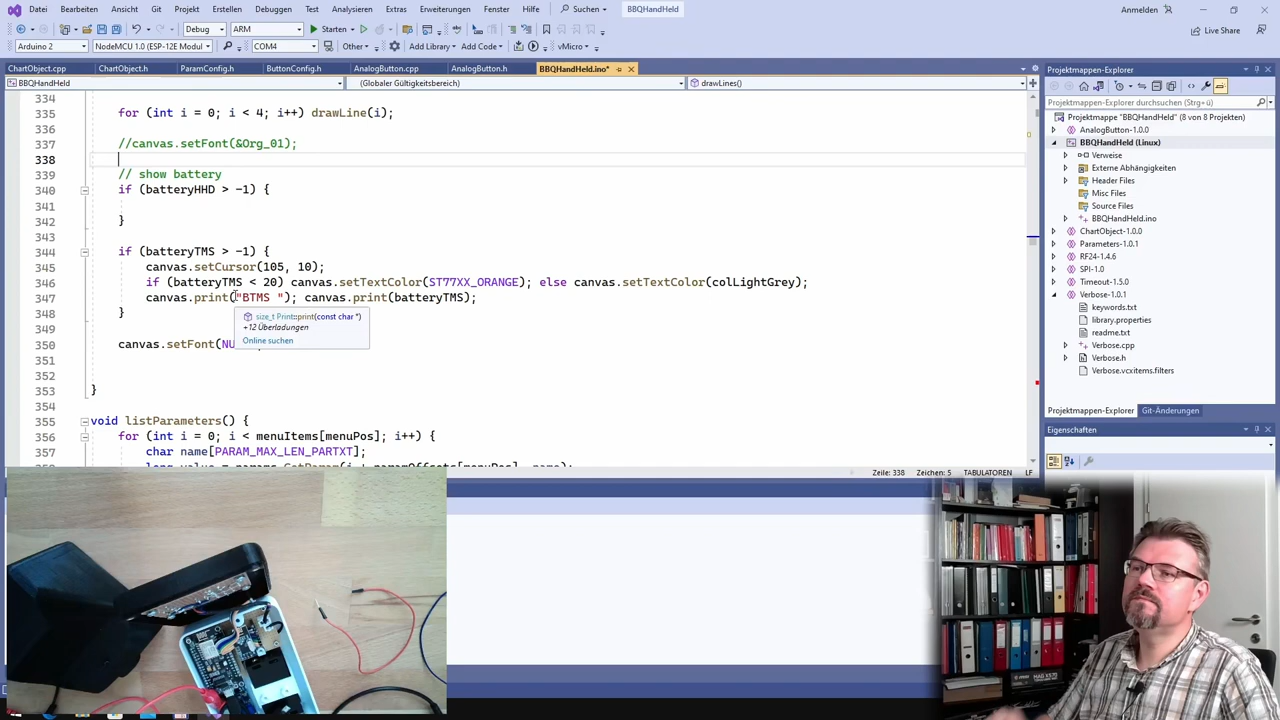 Datei Bearbeiten Ansicht Git Projekt Erstellen Debuggen Test Analysieren Extras Erweiterungen Fenster Hilfe Suchen BBQHandHeld Anmelden
Debug ARM Starten Live Share
Arduino 2 NodeMCU 1.0 (ESP-12E Modul COM4 Other Add Library Add Code vMicro
ChartObject.cpp ChartObject.h ParamConfig.h ButtonConfig.h AnalogButton.cpp AnalogButton.h BBQHandHeld.ino*
BBQHandHeld (Globaler Gültigkeitsbereich) drawLines()
334
335 for (int i = 0; i < 4; i++) drawLine(i);
336
337 //canvas.setFont(&Org_01);
338
339 // show battery
340 if (batteryHHD > -1) {
341
342 }
343
344 if (batteryTMS > -1) {
345 canvas.setCursor(105, 10);
346 if (batteryTMS < 20) canvas.setTextColor(ST77XX_ORANGE); else canvas.setTextColor(colLightGrey);
347 canvas.print("BTMS "); canvas.print(batteryTMS);
348 }
size_t Print::print(const char *)
+12 Überladungen
Online suchen
349
350 canvas.setFont(NU
351
352
353 }
354
355 void listParameters() {
356 for (int i = 0; i < menuItems[menuPos]; i++) {
357 char name[PARAM_MAX_LEN_PARTXT];
Zeile: 338 Zeichen: 5 TABULATOREN LF
Projektmappen-Explorer
Projektmappen-Explorer durchsuchen (Strg+ü)
Projektmappe "BBQHandHeld" (8 von 8 Projekten)
AnalogButton-1.0.0
BBQHandHeld (Linux)
Verweise
Externe Abhängigkeiten
Header Files
Misc Files
Source Files
BBQHandHeld.ino
ChartObject-1.0.0
Parameters-1.0.1
RF24-1.4.6
SPI-1.0
Timeout-1.5.0
Verbose-1.0.1
keywords.txt
library.properties
readme.txt
Verbose.cpp
Verbose.h
Verbose.vcxitems.filters
Projektmappen-Explorer Git-Änderungen
Eigenschaften
MAG X570